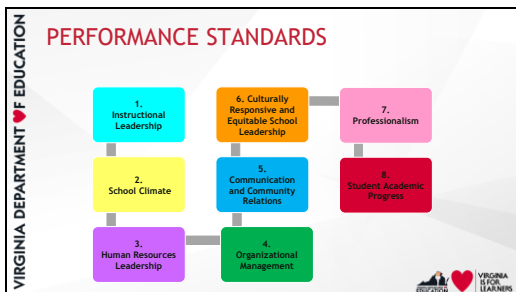 PERFORMANCE STANDARDS
VIRGINIA DEPARTMENT OF EDUCATION
1.
Instructional
Leadership
2.
School Climate
3.
Human Resources
Leadership
4.
Organizational
Management
5.
Communication
and Community
Relations
6. Culturally
Responsive and
Equitable School
Leadership
7.
Professionalism
8.
Student Academic
Progress
EDUCATION
VIRGINIA
IS FOR
LEARNERS